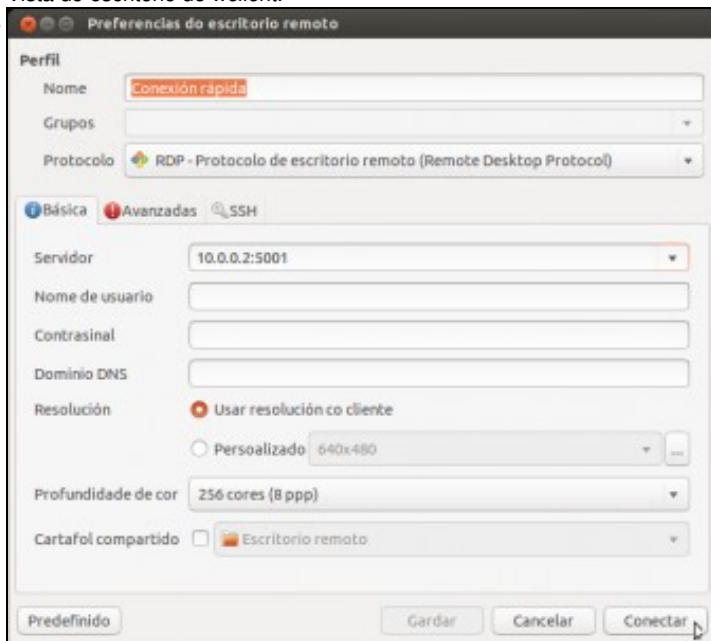 Vista do escritorio de wclient.
Preferencias do escritorio remoto
Perfil
Nome Conexión rápida
Grupos
Protocolo RDP - Protocolo de escritorio remoto (Remote Desktop Protocol)
Básica Avanzadas SSH
Servidor 10.0.0.2:5001
Nome de usuario
Contrasinal
Dominio DNS
Resolución Usar resolución co cliente
Persoalizado 640x480 ...
Profundidade de cor 256 cores (8 ppp)
Cartafol compartido Escritorio remoto
Predefinido Gardar Cancelar Conectar